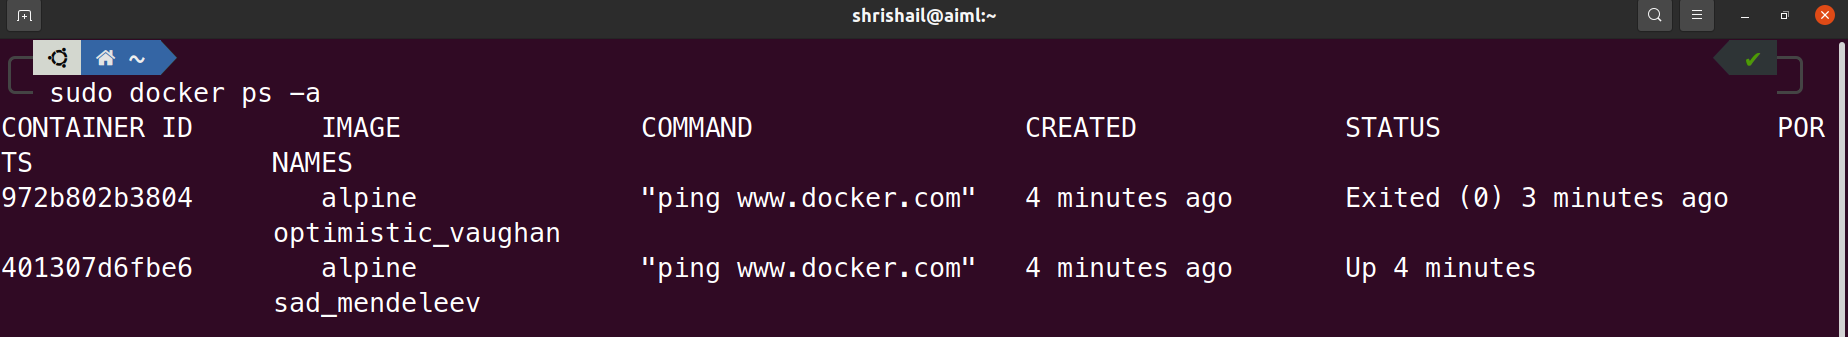 shrishail@aiml:~
~
sudo docker ps -a
CONTAINER ID IMAGE COMMAND CREATED STATUS POR
TS NAMES
972b802b3804 alpine "ping www.docker.com" 4 minutes ago Exited (0) 3 minutes ago
optimistic_vaughan
401307d6fbe6 alpine "ping www.docker.com" 4 minutes ago Up 4 minutes
sad_mendeleev